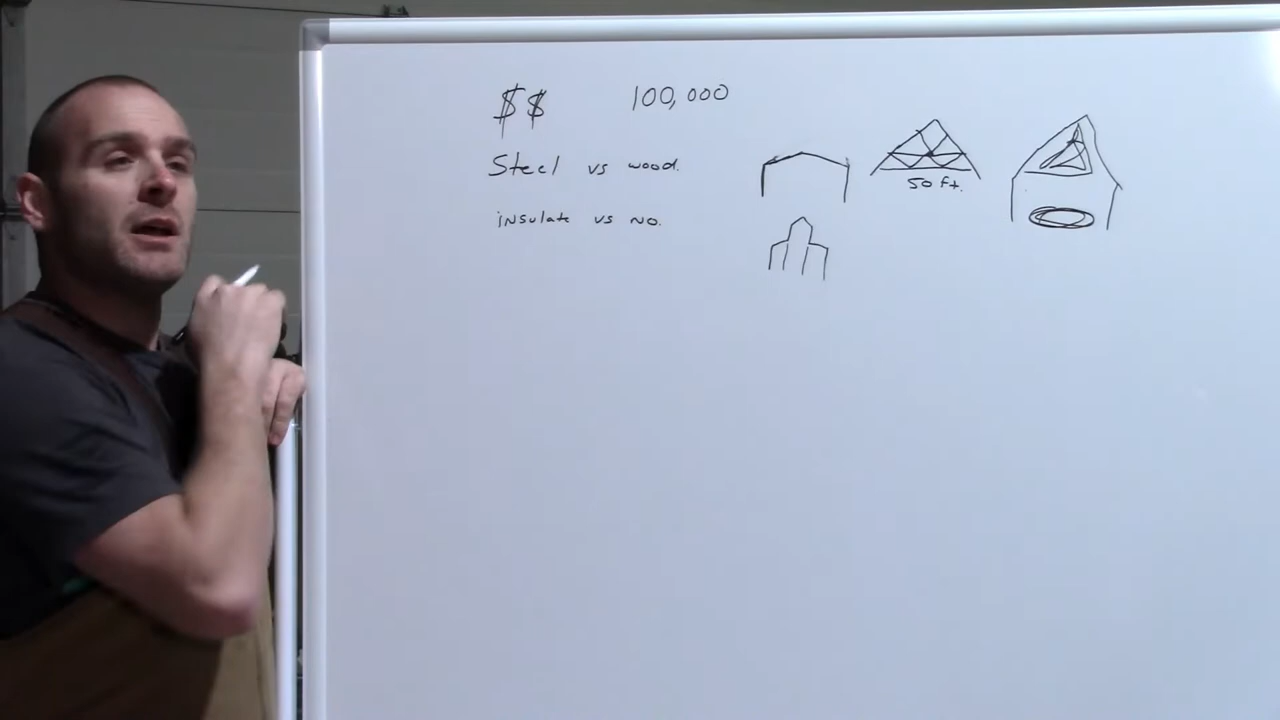 $$ 100,000
Steel vs wood.
50 ft.
insulate vs no.